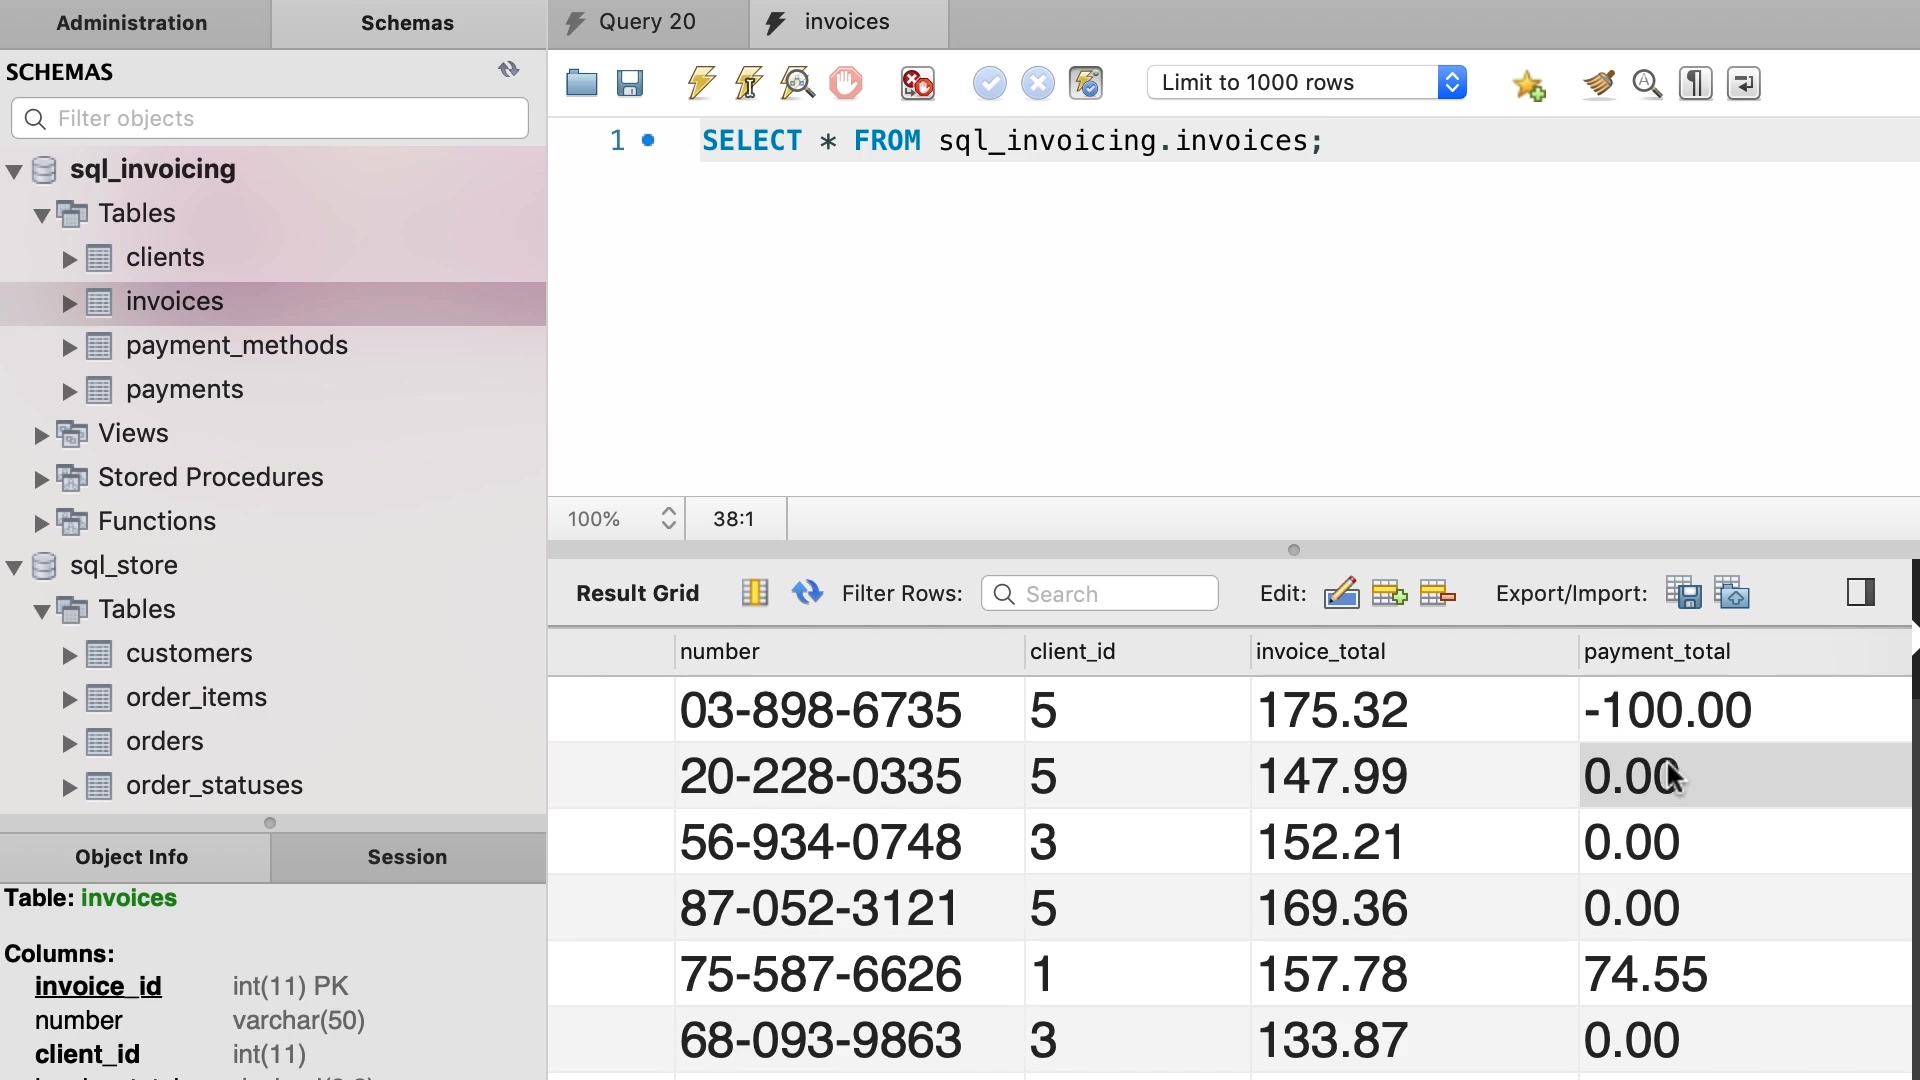 Administration
Schemas
Query 20
invoices
SCHEMAS
Filter objects
Limit to 1000 rows
1
SELECT * FROM sql_invoicing.invoices;
sql_invoicing
Tables
clients
invoices
payment_methods
payments
Views
Stored Procedures
Functions
sql_store
Tables
customers
order_items
orders
order_statuses
100%
38:1
Result Grid
Filter Rows:
Search
Edit:
Export/Import:
number client_id invoice_total payment_total
03-898-6735 5 175.32 -100.00
20-228-0335 5 147.99 0.00
56-934-0748 3 152.21 0.00
87-052-3121 5 169.36 0.00
75-587-6626 1 157.78 74.55
68-093-9863 3 133.87 0.00
Object Info
Session
Table: invoices
Columns:
invoice_id int(11) PK
number varchar(50)
client_id int(11)